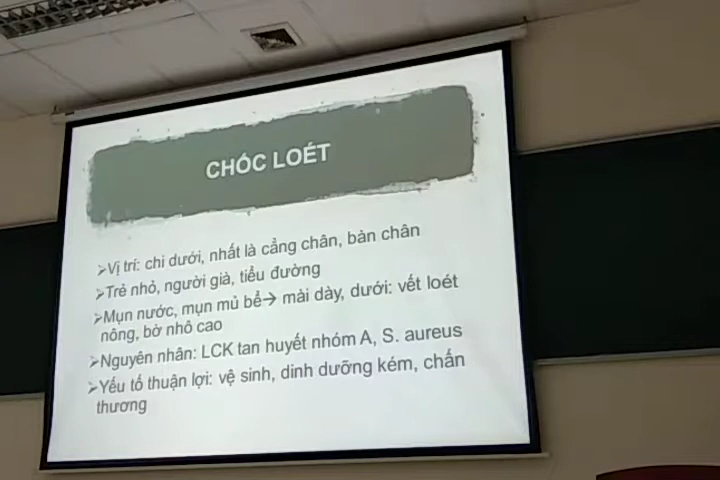 CHÓC LOÉT
➢Vị trí: chi dưới, nhất là cẳng chân, bàn chân
➢Trẻ nhỏ, người già, tiểu đường
➢Mụn nước, mụn mủ bể→ mài dày, dưới: vết loét
nông, bờ nhô cao
➢Nguyên nhân: LCK tan huyết nhóm A, S. aureus
➢Yếu tố thuận lợi: vệ sinh, dinh dưỡng kém, chấn
thương